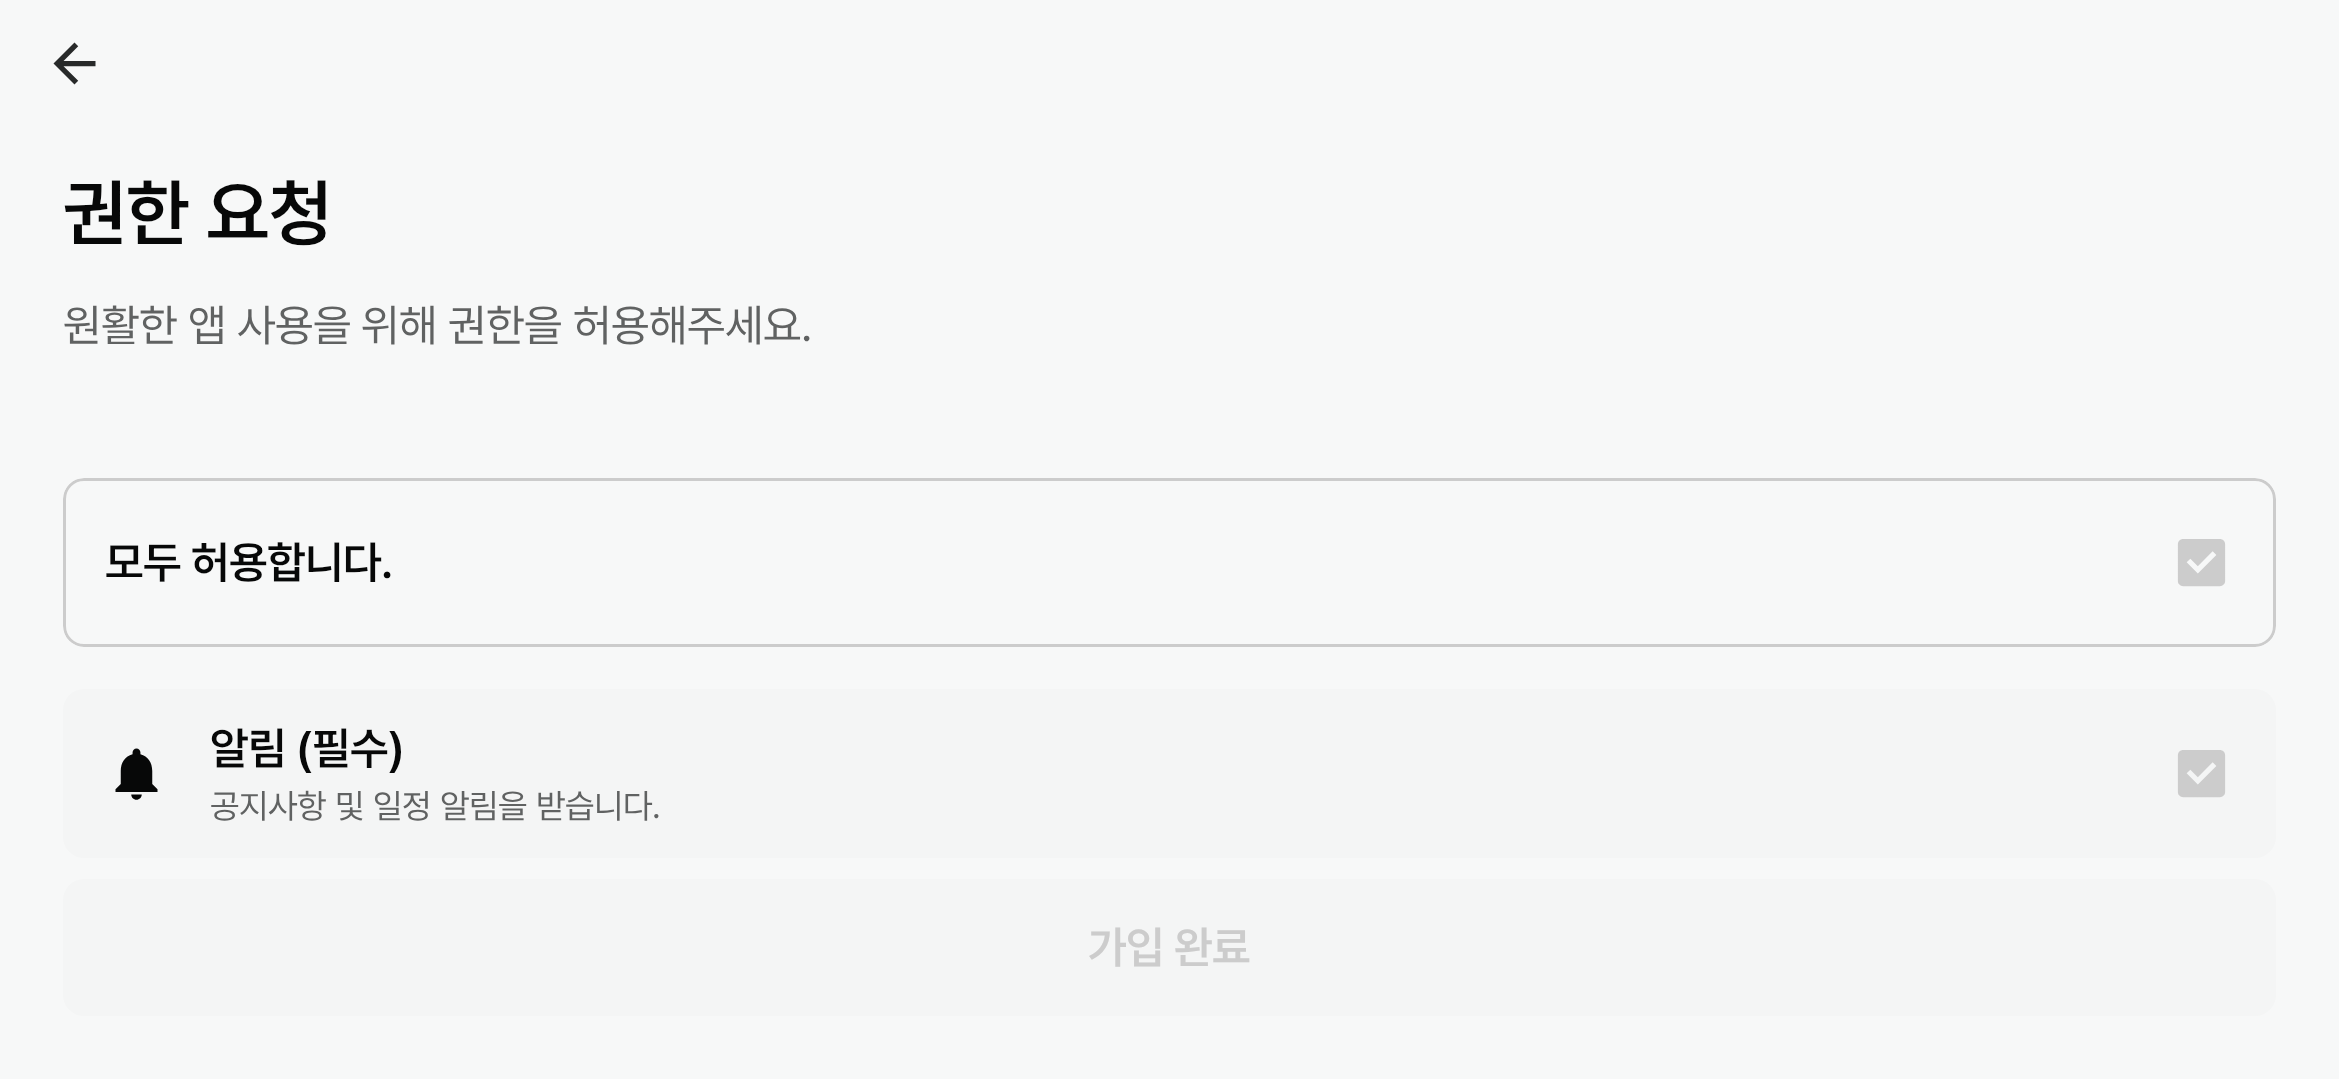 권한 요청
원활한 앱 사용을 위해 권한을 허용해주세요.
모두 허용합니다.
알림 (필수)
공지사항 및 일정 알림을 받습니다.
가입 완료